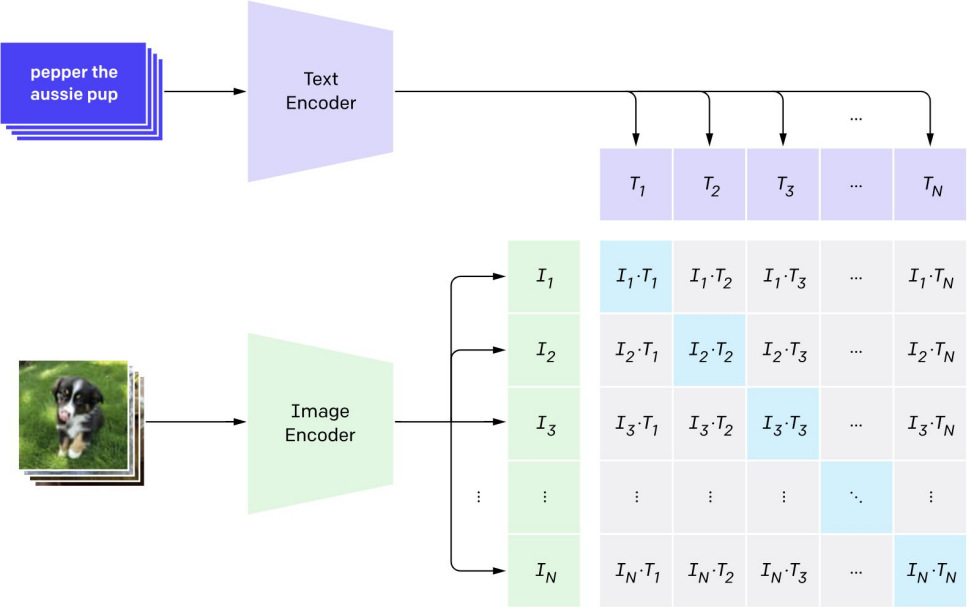 pepper the
aussie pup
Text
Encoder
...
T1 T2 T3 ... TN
I1 I1·T1 I1·T2 I1·T3 ... I1·TN
I2 I2·T1 I2·T2 I2·T3 ... I2·TN
Image
Encoder
I3 I3·T1 I3·T2 I3·T3 ... I3·TN
⋮ ⋮ ⋮ ⋮ ⋮ ⋱ ⋮
IN IN·T1 IN·T2 IN·T3 ... IN·TN